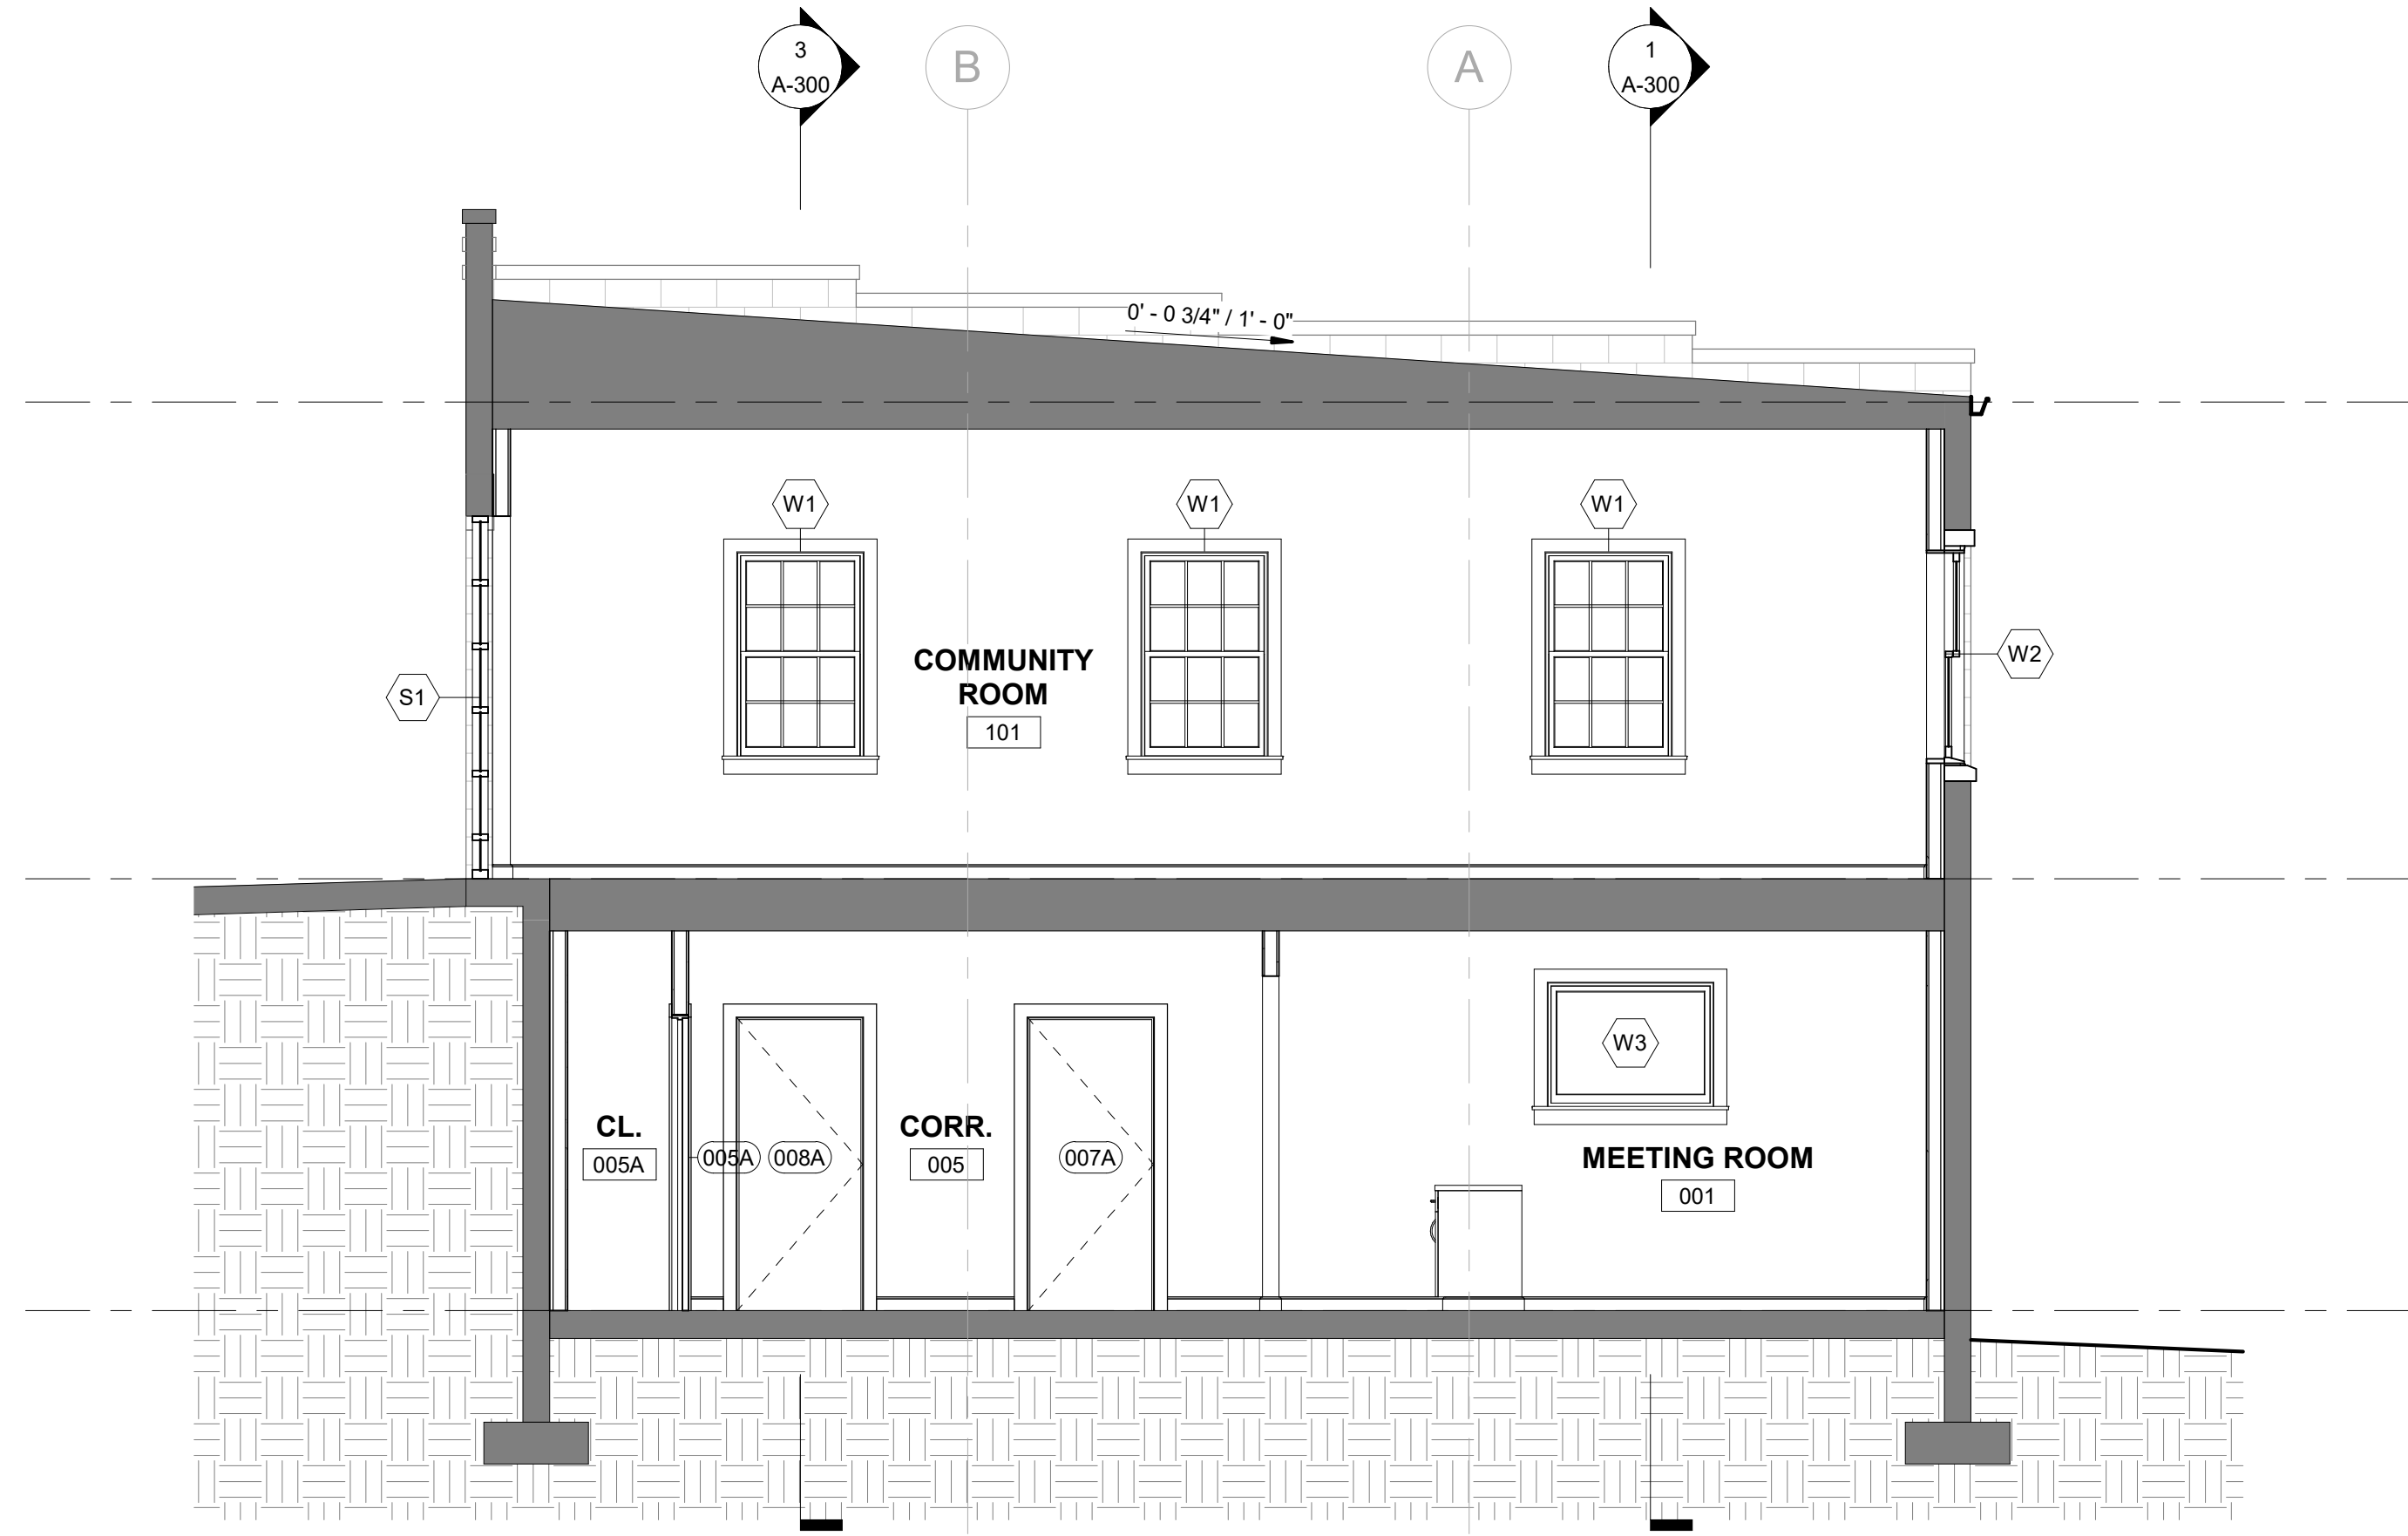 3
A-300
B
A
1
A-300
0' - 0 3/4" / 1' - 0"
W1
W1
W1
COMMUNITY
ROOM
101
S1
W2
W3
CL.
005A
005A
008A
CORR.
005
007A
MEETING ROOM
001